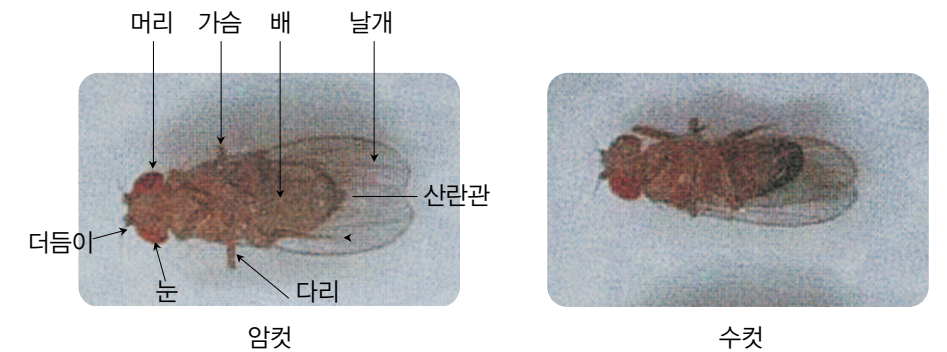 머리 가슴 배 날개
산란관
더듬이
눈 다리
암컷 수컷